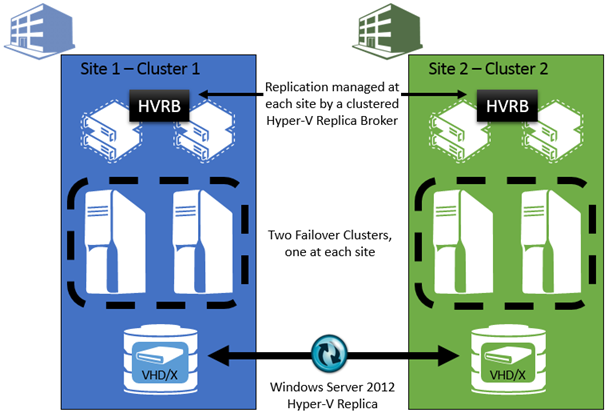 Site 1 – Cluster 1
Site 2 – Cluster 2
HVRB
Replication managed at
each site by a clustered
Hyper-V Replica Broker
HVRB
Two Failover Clusters,
one at each site
VHD/X
VHD/X
Windows Server 2012
Hyper-V Replica